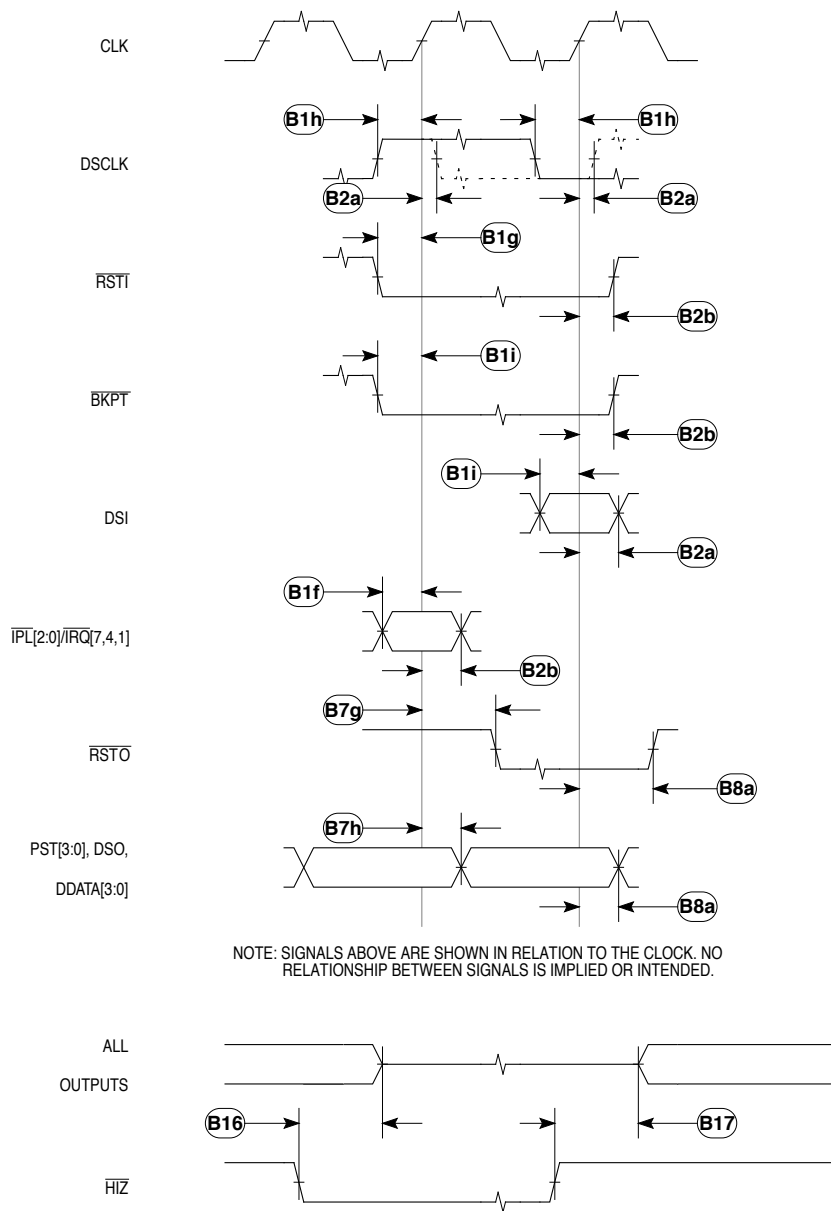 CLK
B1h
B1h
DSCLK
B2a
B2a
B1g
RSTI
B2b
B1i
BKPT
B2b
B1i
DSI
B2a
B1f
IPL[2:0]/IRQ[7,4,1]
B2b
B7g
RSTO
B8a
B7h
PST[3:0], DSO,
DDATA[3:0]
B8a
NOTE: SIGNALS ABOVE ARE SHOWN IN RELATION TO THE CLOCK. NO
RELATIONSHIP BETWEEN SIGNALS IS IMPLIED OR INTENDED.
ALL
OUTPUTS
B16
B17
HIZ